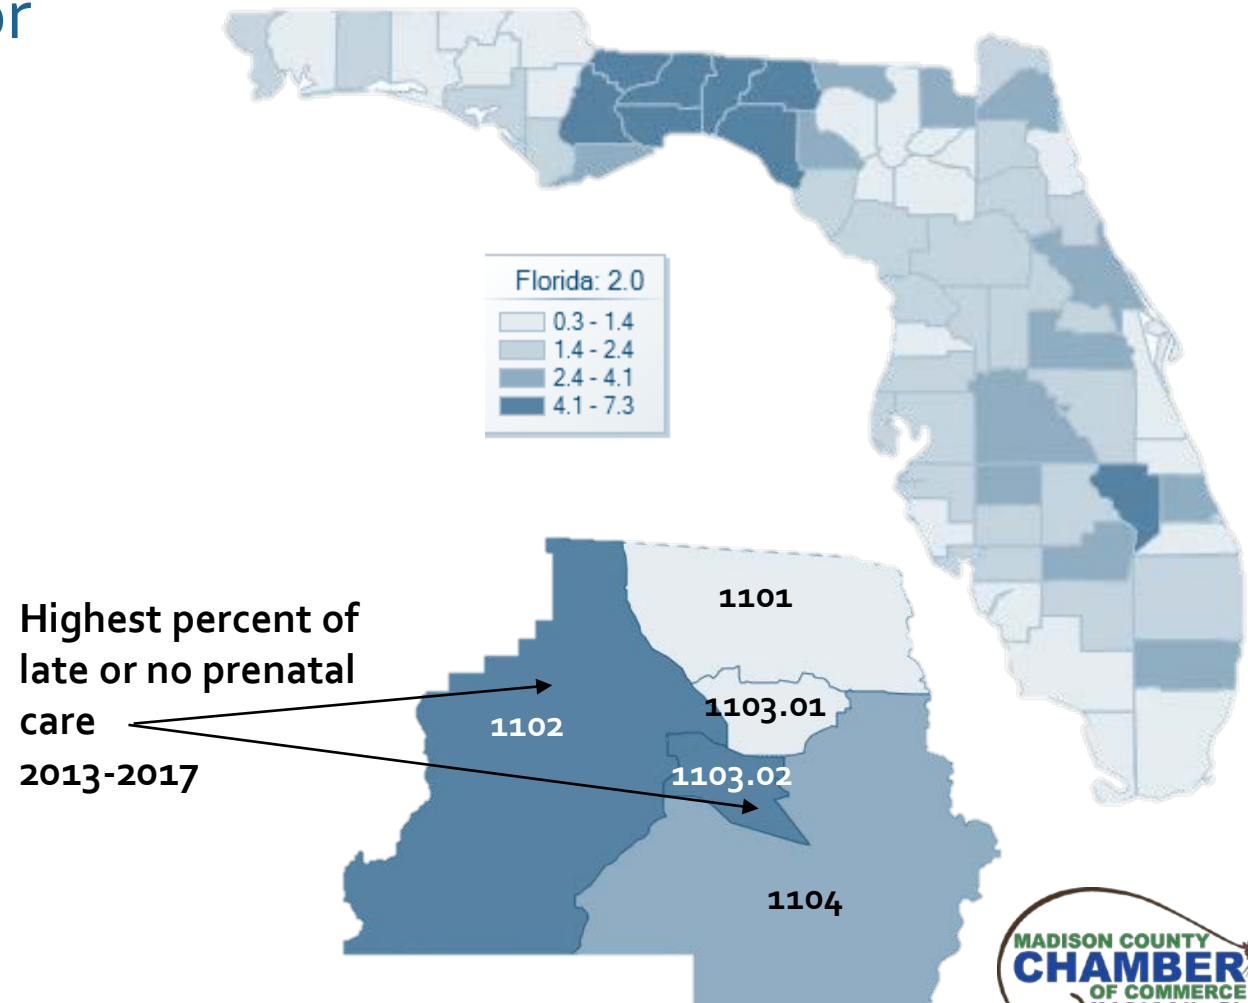 or
Florida: 2.0
0.3 - 1.4
1.4 - 2.4
2.4 - 4.1
4.1 - 7.3
Highest percent of
late or no prenatal
care
2013-2017
1101
1102
1103.01
1103.02
1104
MADISON COUNTY
CHAMBER
OF COMMERCE